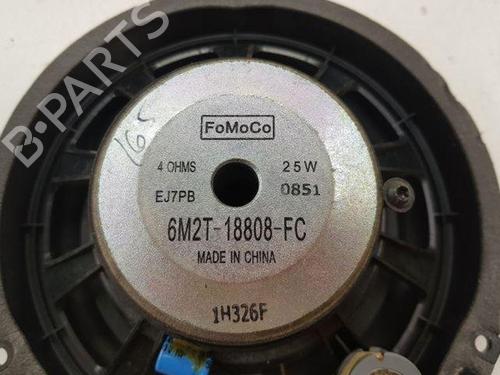 B-PARTS
165
FoMoCo
4 OHMS 25W
EJ7PB 0851
6M2T-18808-FC
MADE IN CHINA
1H326F